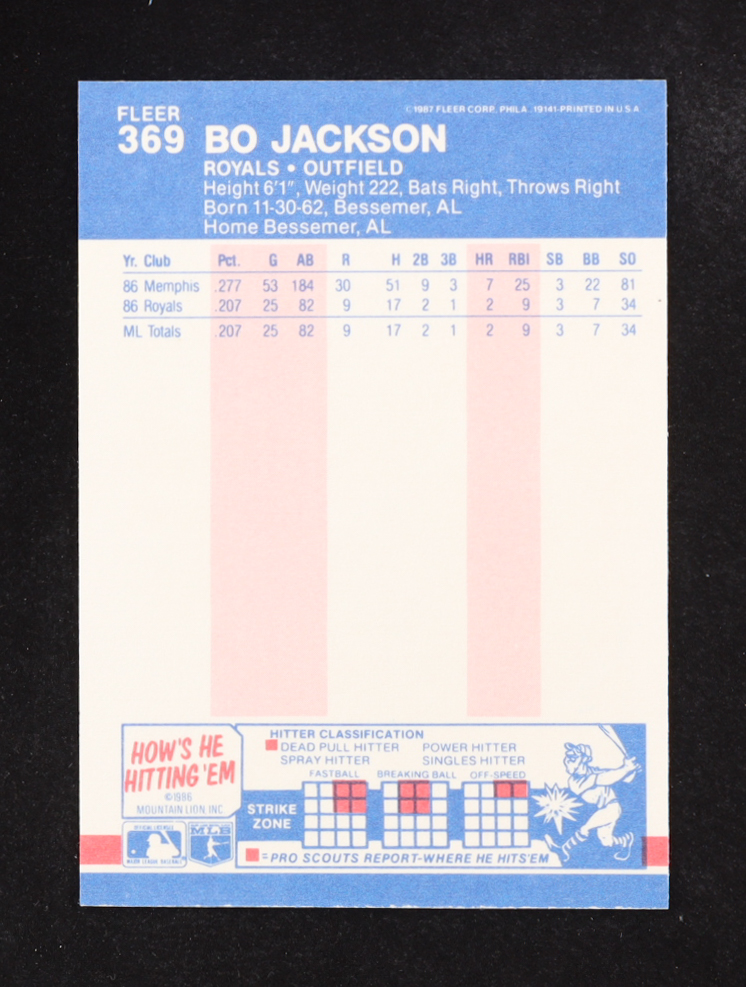 FLEER
369
©1987 FLEER CORP. PHILA. 19141-PRINTED IN U.S.A.
BO JACKSON
ROYALS • OUTFIELD
Height 6'1", Weight 222, Bats Right, Throws Right
Born 11-30-62, Bessemer, AL
Home Bessemer, AL
Yr. Club Pct. G AB R H 2B 3B HR RBI SB BB SO
86 Memphis .277 53 184 30 51 9 3 7 25 3 22 81
86 Royals .207 25 82 9 17 2 1 2 9 3 7 34
ML Totals .207 25 82 9 17 2 1 2 9 3 7 34
HOW'S HE
HITTING 'EM
©1986
MOUNTAIN LION, INC.
HITTER CLASSIFICATION
DEAD PULL HITTER POWER HITTER
SPRAY HITTER SINGLES HITTER
FASTBALL BREAKING BALL OFF-SPEED
STRIKE
ZONE
= PRO SCOUTS REPORT-WHERE HE HITS 'EM
OFFICIAL LICENSEE
MAJOR LEAGUE BASEBALL
MLB